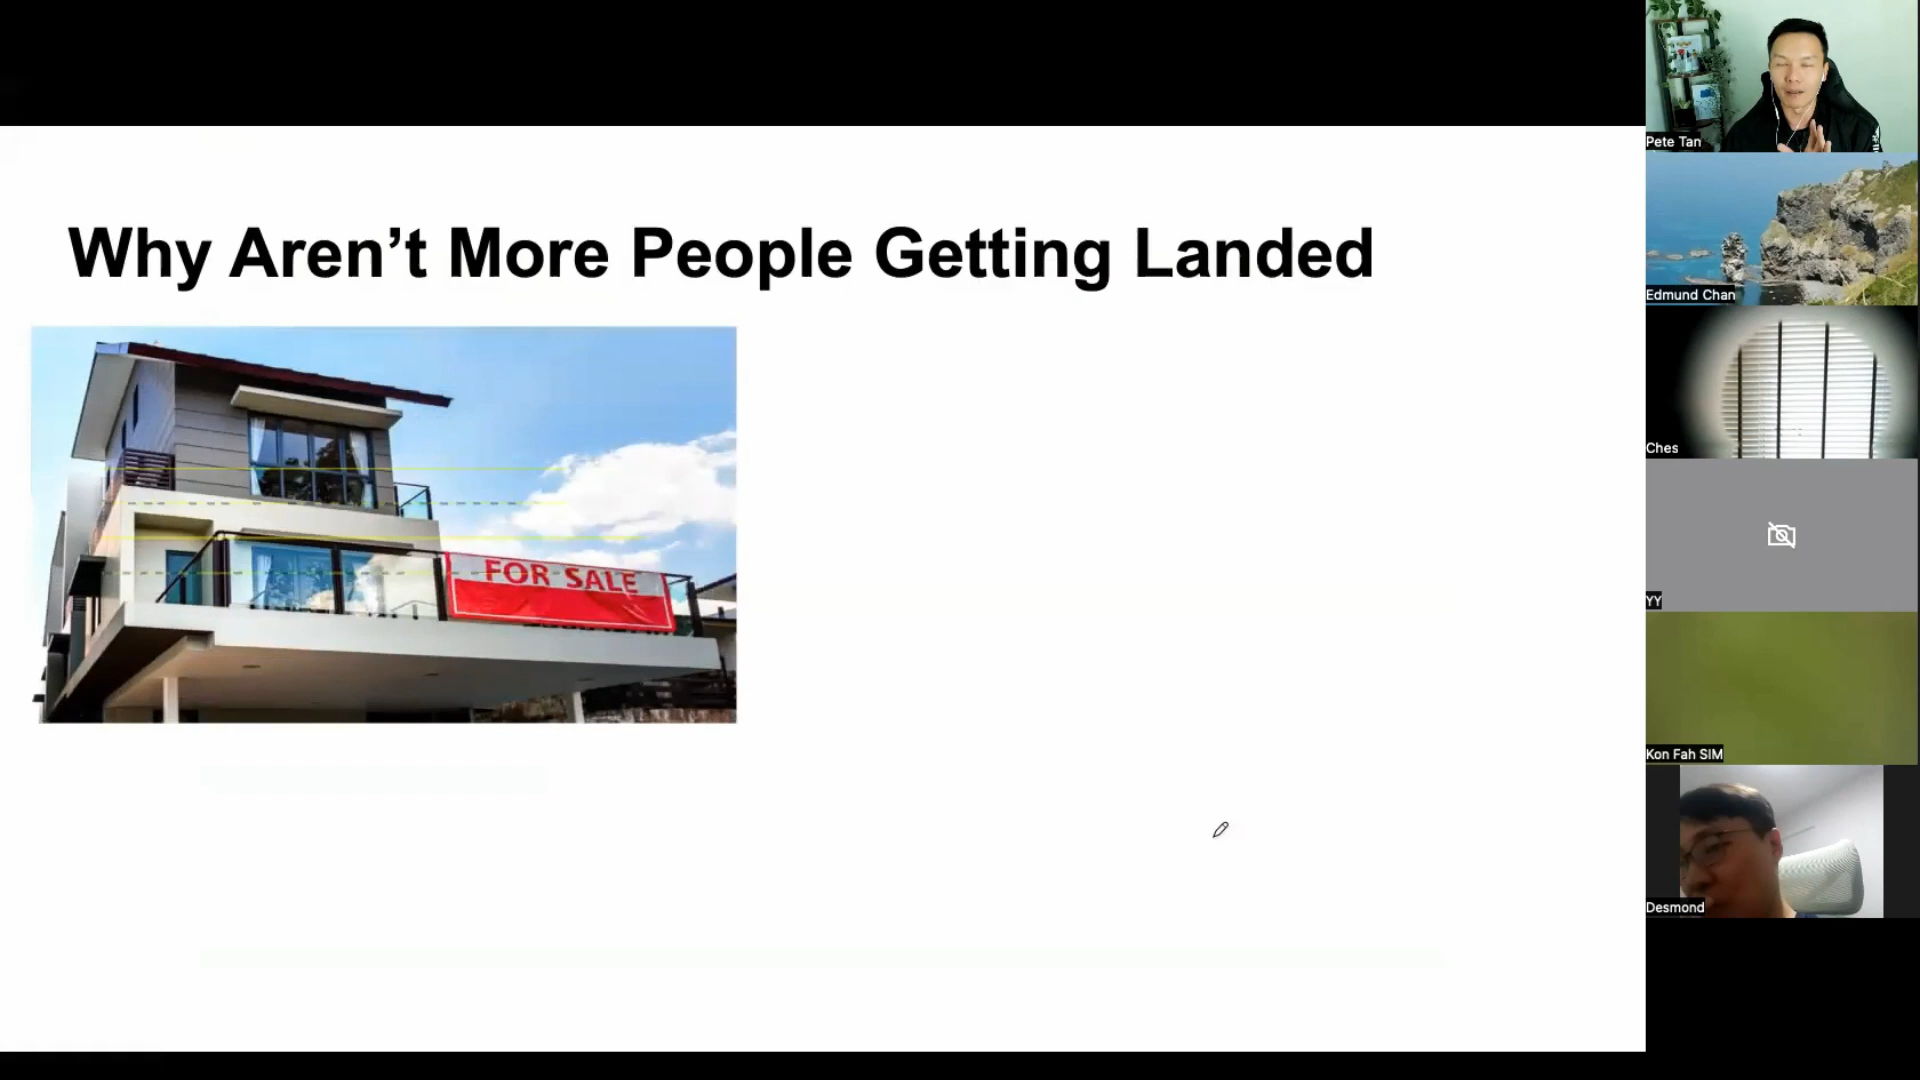 Why Aren’t More People Getting Landed
FOR SALE
Pete Tan
Edmund Chan
Ches
YY
Kon Fah SIM
Desmond